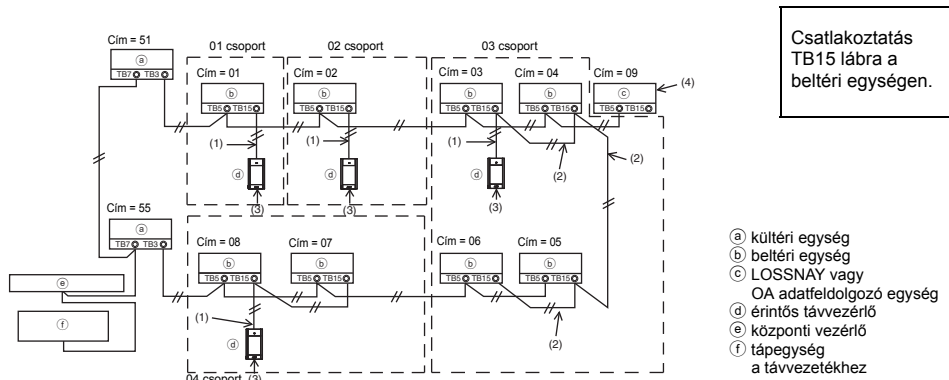 Cím = 51
ⓐ
TB7 TB3
01 csoport
Cím = 01
ⓑ
TB5 TB15
(1)
ⓓ
(3)
02 csoport
Cím = 02
ⓑ
TB5 TB15
(1)
ⓓ
(3)
03 csoport
Cím = 03
ⓑ
TB5 TB15
(1)
ⓓ
(3)
Cím = 04
ⓑ
TB5 TB15
(2)
(2)
Cím = 09
ⓒ
TB5 TB15
(4)
Csatlakoztatás
TB15 lábra a
beltéri egységen.
Cím = 55
ⓐ
TB7 TB3
ⓔ
ⓕ
Cím = 08
ⓑ
TB5 TB15
(1)
ⓓ
04 csoport (3)
Cím = 07
ⓑ
TB5 TB15
Cím = 06
ⓑ
TB5 TB15
Cím = 05
ⓑ
TB5 TB15
(2)
ⓐ kültéri egység
ⓑ beltéri egység
ⓒ LOSSNAY vagy
OA adatfeldolgozó egység
ⓓ érintős távvezérlő
ⓔ központi vezérlő
ⓕ tápegység
a távvezetékhez